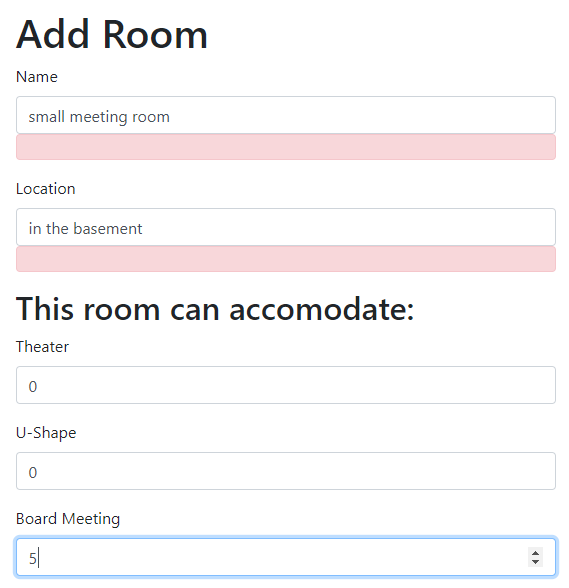 Add Room
Name
small meeting room
Location
in the basement
This room can accomodate:
Theater
0
U-Shape
0
Board Meeting
5